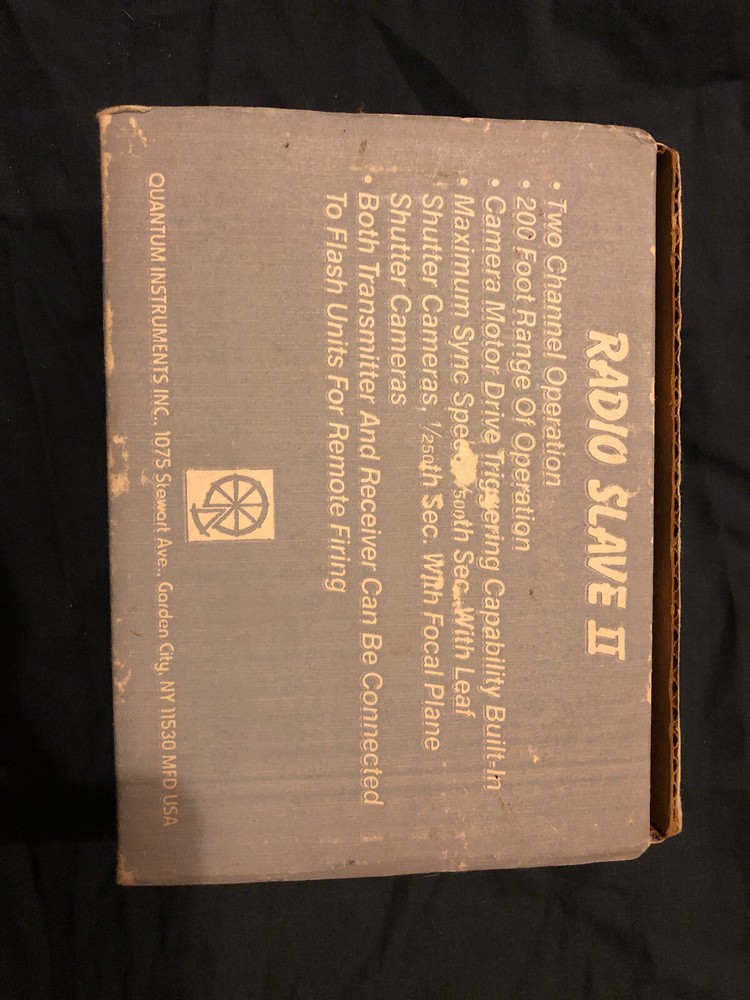 RADIO SLAVE II
• Two Channel Operation
• 200 Foot Range Of Operation
• Camera Motor Drive Triggering Capability Built-In
• Maximum Sync Speed 1/500th Sec. With Leaf
Shutter Cameras, 1/250th Sec. With Focal Plane
Shutter Cameras
• Both Transmitter And Receiver Can Be Connected
To Flash Units For Remote Firing
QUANTUM INSTRUMENTS INC., 1075 Stewart Ave., Garden City, NY 11530 MFD USA